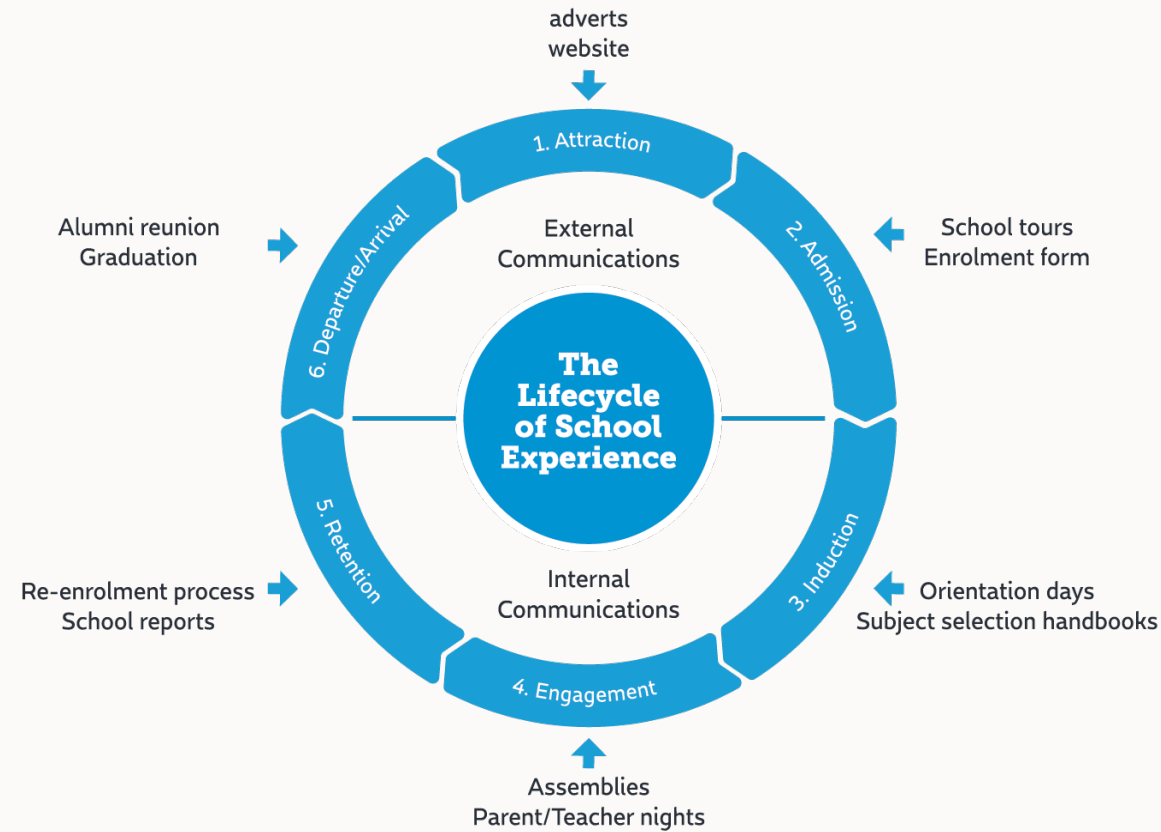 adverts
website
1. Attraction
2. Admission
School tours
Enrolment form
3. Induction
Orientation days
Subject selection handbooks
4. Engagement
Assemblies
Parent/Teacher nights
5. Retention
Re-enrolment process
School reports
6. Departure/Arrival
Alumni reunion
Graduation
External
Communications
The
Lifecycle
of School
Experience
Internal
Communications